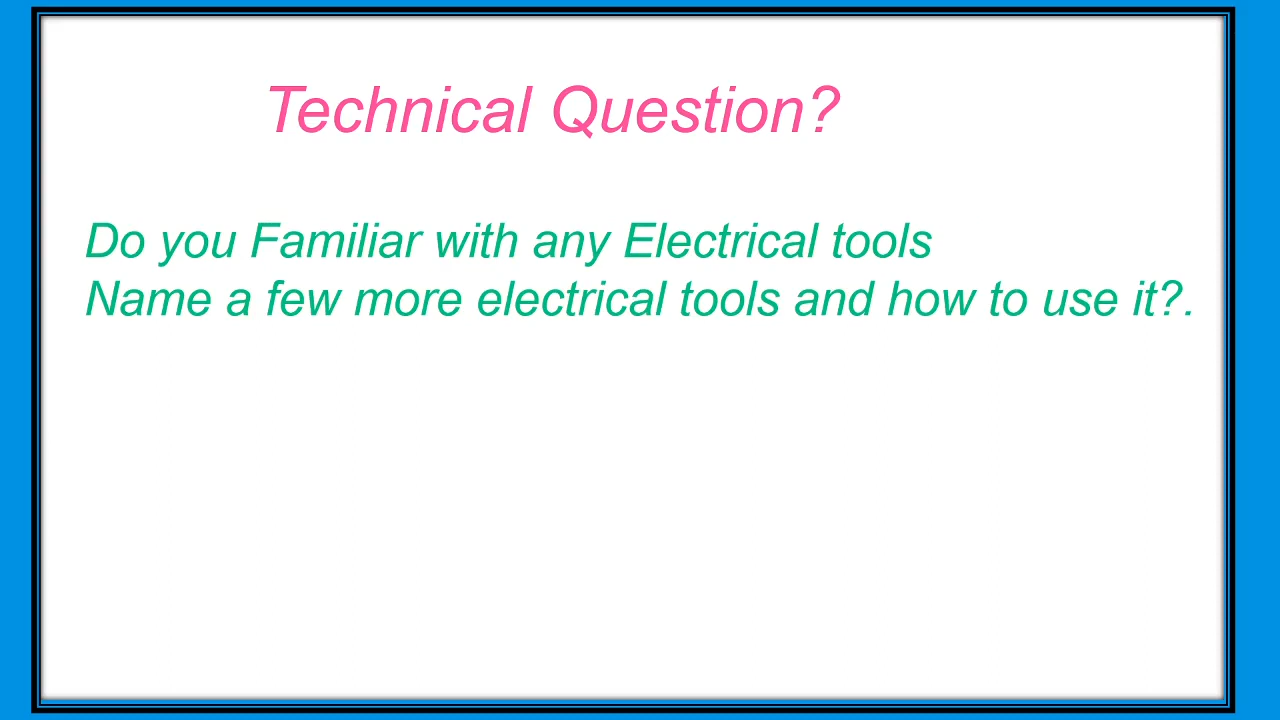 Technical Question?
Do you Familiar with any Electrical tools
Name a few more electrical tools and how to use it?.